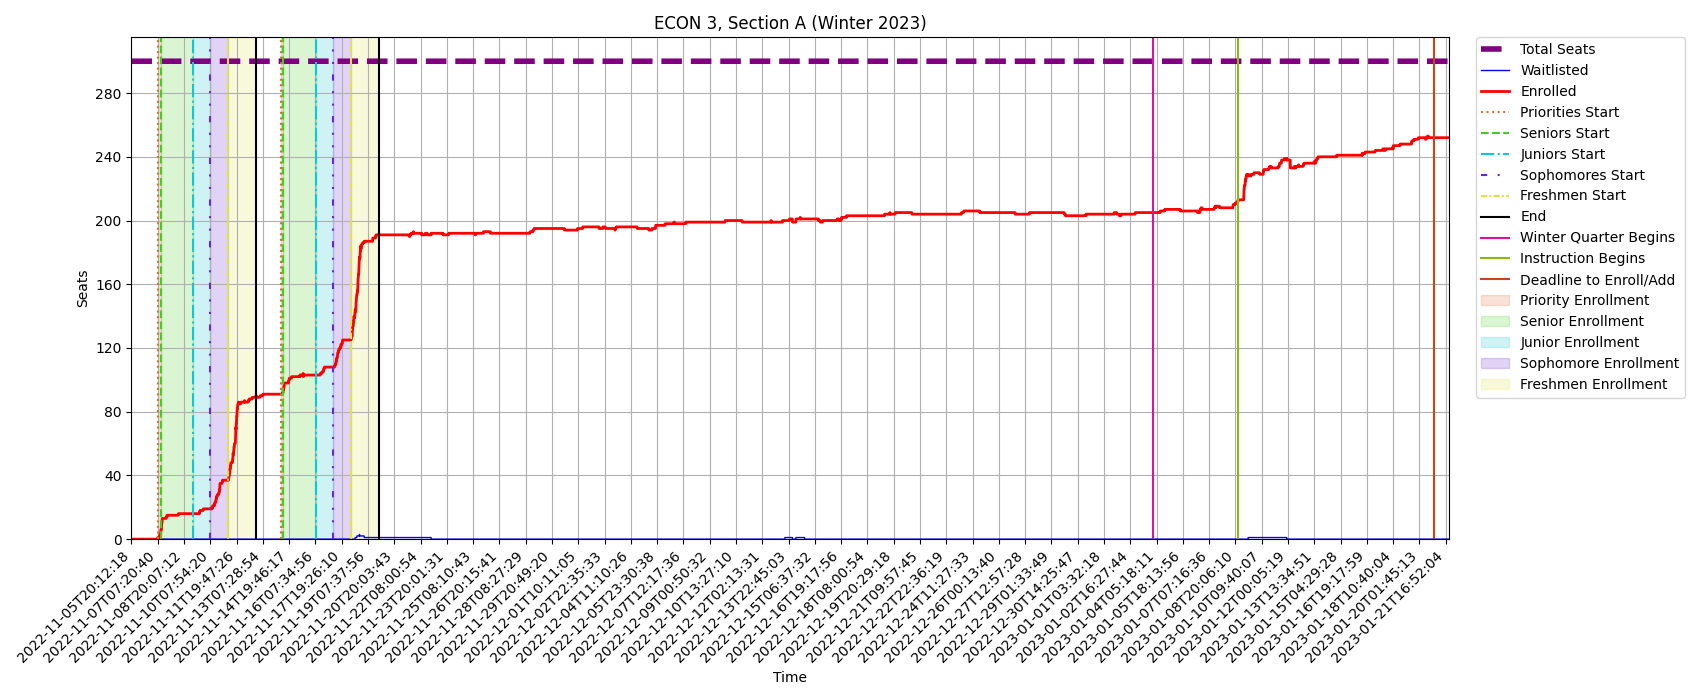 ECON 3, Section A (Winter 2023)
Seats
280
240
200
160
120
80
40
0
2022-11-05T20:12:18
2022-11-07T07:20:40
2022-11-08T20:07:12
2022-11-10T07:54:20
2022-11-11T19:47:26
2022-11-13T07:28:54
2022-11-14T19:46:17
2022-11-16T07:34:56
2022-11-17T19:26:10
2022-11-19T07:37:56
2022-11-20T20:03:43
2022-11-22T08:00:54
2022-11-23T20:01:31
2022-11-25T08:10:43
2022-11-26T20:15:41
2022-11-28T08:27:29
2022-11-29T20:49:20
2022-12-01T10:11:05
2022-12-02T22:35:33
2022-12-04T11:10:26
2022-12-05T23:30:38
2022-12-07T12:17:36
2022-12-09T00:50:32
2022-12-10T13:27:10
2022-12-12T02:13:31
2022-12-13T22:45:03
2022-12-15T06:37:32
2022-12-16T19:17:56
2022-12-18T08:00:54
2022-12-19T20:29:18
2022-12-21T09:57:45
2022-12-22T22:36:19
2022-12-24T11:27:33
2022-12-26T00:13:40
2022-12-27T12:57:28
2022-12-29T01:33:49
2022-12-30T14:25:47
2023-01-01T03:32:18
2023-01-02T16:27:44
2023-01-04T05:18:11
2023-01-05T18:13:56
2023-01-07T07:16:36
2023-01-08T20:06:10
2023-01-10T09:40:07
2023-01-12T00:05:19
2023-01-13T13:34:51
2023-01-15T04:29:28
2023-01-16T19:17:59
2023-01-18T10:40:04
2023-01-20T01:45:13
2023-01-21T16:52:04
Time
Total Seats
Waitlisted
Enrolled
Priorities Start
Seniors Start
Juniors Start
Sophomores Start
Freshmen Start
End
Winter Quarter Begins
Instruction Begins
Deadline to Enroll/Add
Priority Enrollment
Senior Enrollment
Junior Enrollment
Sophomore Enrollment
Freshmen Enrollment